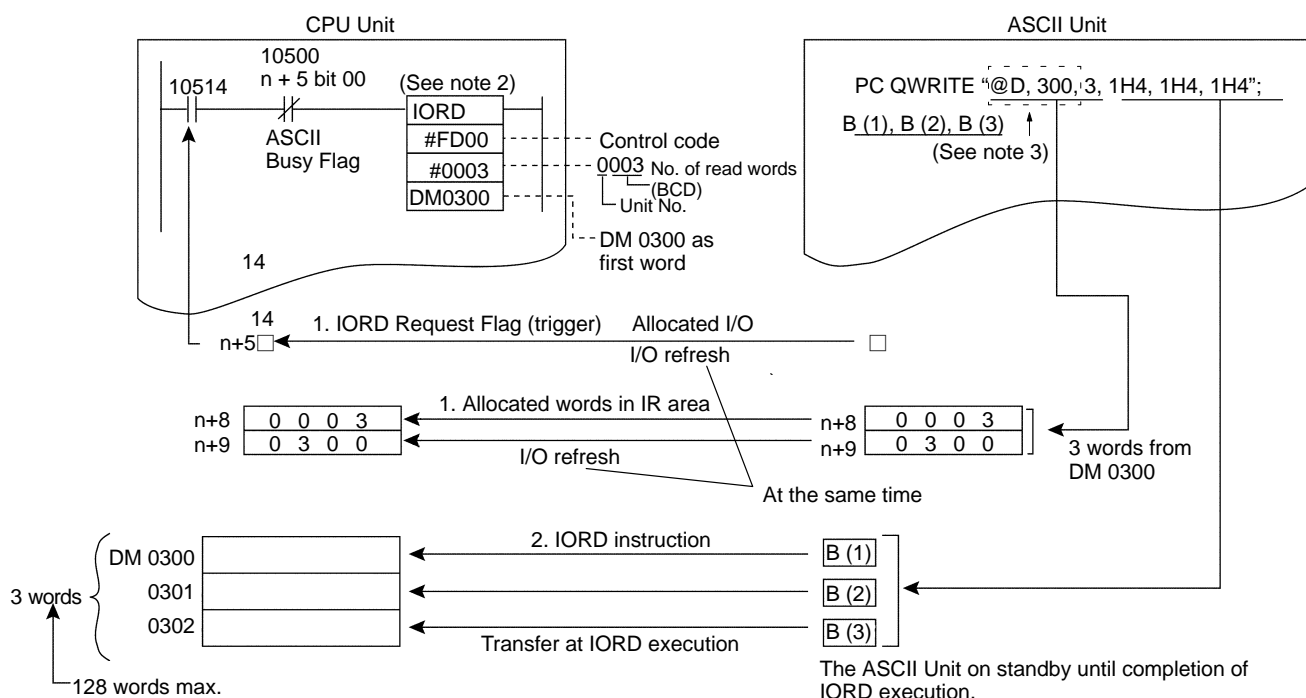 CPU Unit
ASCII Unit
10500
n + 5 bit 00
10514
(See note 2)
IORD
#FD00
#0003
DM0300
ASCII
Busy Flag
Control code
0003 No. of read words
(BCD)
Unit No.
DM 0300 as
first word
14
PC QWRITE “@D, 300, 3, 1H4, 1H4, 1H4”;
B (1), B (2), B (3)
(See note 3)
14
n+5
1. IORD Request Flag (trigger)
Allocated I/O
I/O refresh
n+8 0 0 0 3
n+9 0 3 0 0
1. Allocated words in IR area
I/O refresh
n+8 0 0 0 3
n+9 0 3 0 0
3 words from
DM 0300
At the same time
3 words
DM 0300
0301
0302
2. IORD instruction
Transfer at IORD execution
B (1)
B (2)
B (3)
128 words max.
The ASCII Unit on standby until completion of
IORD execution.